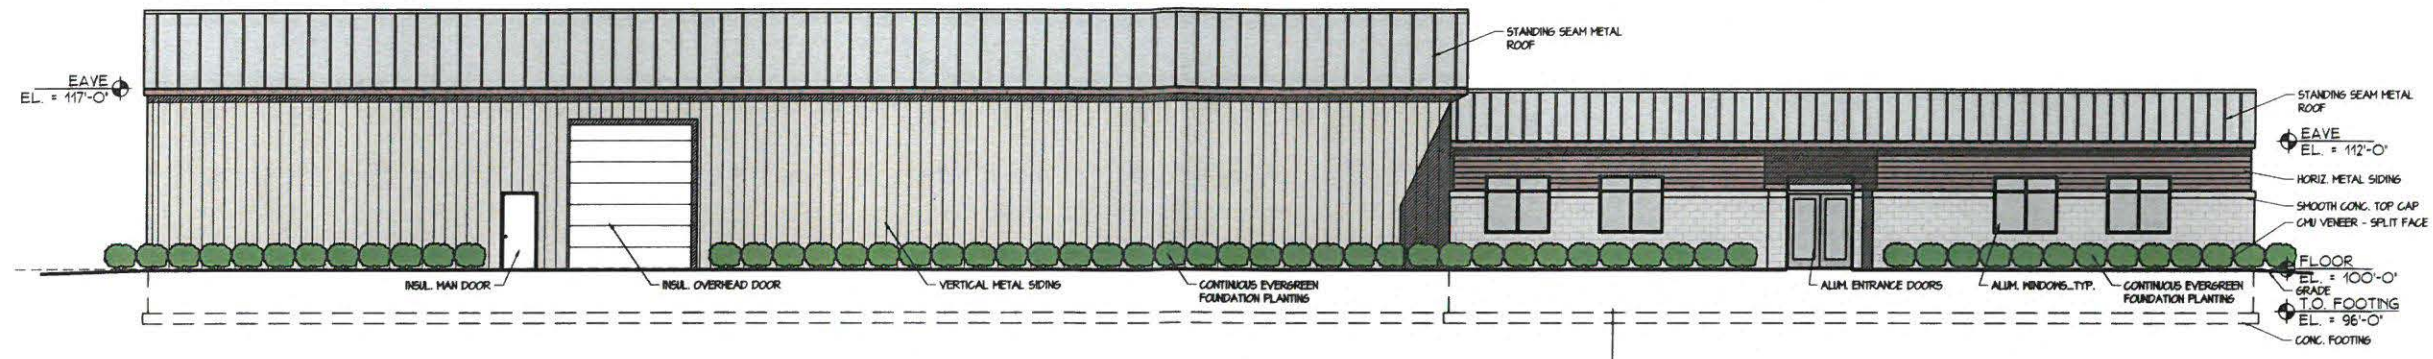 STANDING SEAM METAL
ROOF
EAVE
EL. = 117'-0"
STANDING SEAM METAL
ROOF
EAVE
EL. = 112'-0"
HORIZ. METAL SIDING
SMOOTH CONC. TOP CAP
CMU VENEER - SPLIT FACE
FLOOR
EL. = 100'-0"
GRADE
INSUL. MAN DOOR
INSUL. OVERHEAD DOOR
VERTICAL METAL SIDING
CONTINUOUS EVERGREEN
FOUNDATION PLANTING
ALUM. ENTRANCE DOORS
ALUM. WINDOWS...TYP.
CONTINUOUS EVERGREEN
FOUNDATION PLANTING
T.O. FOOTING
EL. = 96'-0"
CONC. FOOTING